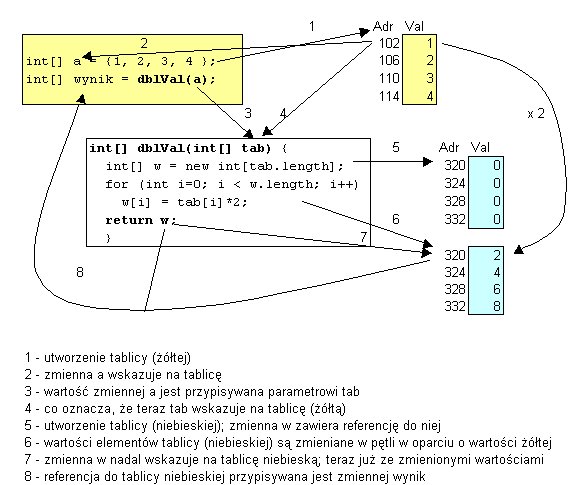 1
2
int[] a = {1, 2, 3, 4 };
int[] wynik = dblVal(a);
Adr Val
102 1
106 2
110 3
114 4
3
4
x 2
int[] dblVal(int[] tab) {
int[] w = new int[tab.length];
for (int i=0; i < w.length; i++)
w[i] = tab[i]*2;
return w;
}
5
6
7
8
Adr Val
320 0
324 0
328 0
332 0
320 2
324 4
328 6
332 8
1 - utworzenie tablicy (żółtej)
2 - zmienna a wskazuje na tablicę
3 - wartość zmiennej a jest przypisywana parametrowi tab
4 - co oznacza, że teraz tab wskazuje na tablicę (żółtą)
5 - utworzenie tablicy (niebieskiej); zmienna w zawiera referencję do niej
6 - wartości elementów tablicy (niebieskiej) są zmieniane w pętli w oparciu o wartości żółtej
7 - zmienna w nadal wskazuje na tablicę niebieską; teraz już ze zmienionymi wartościami
8 - referencja do tablicy niebieskiej przypisywana jest zmiennej wynik